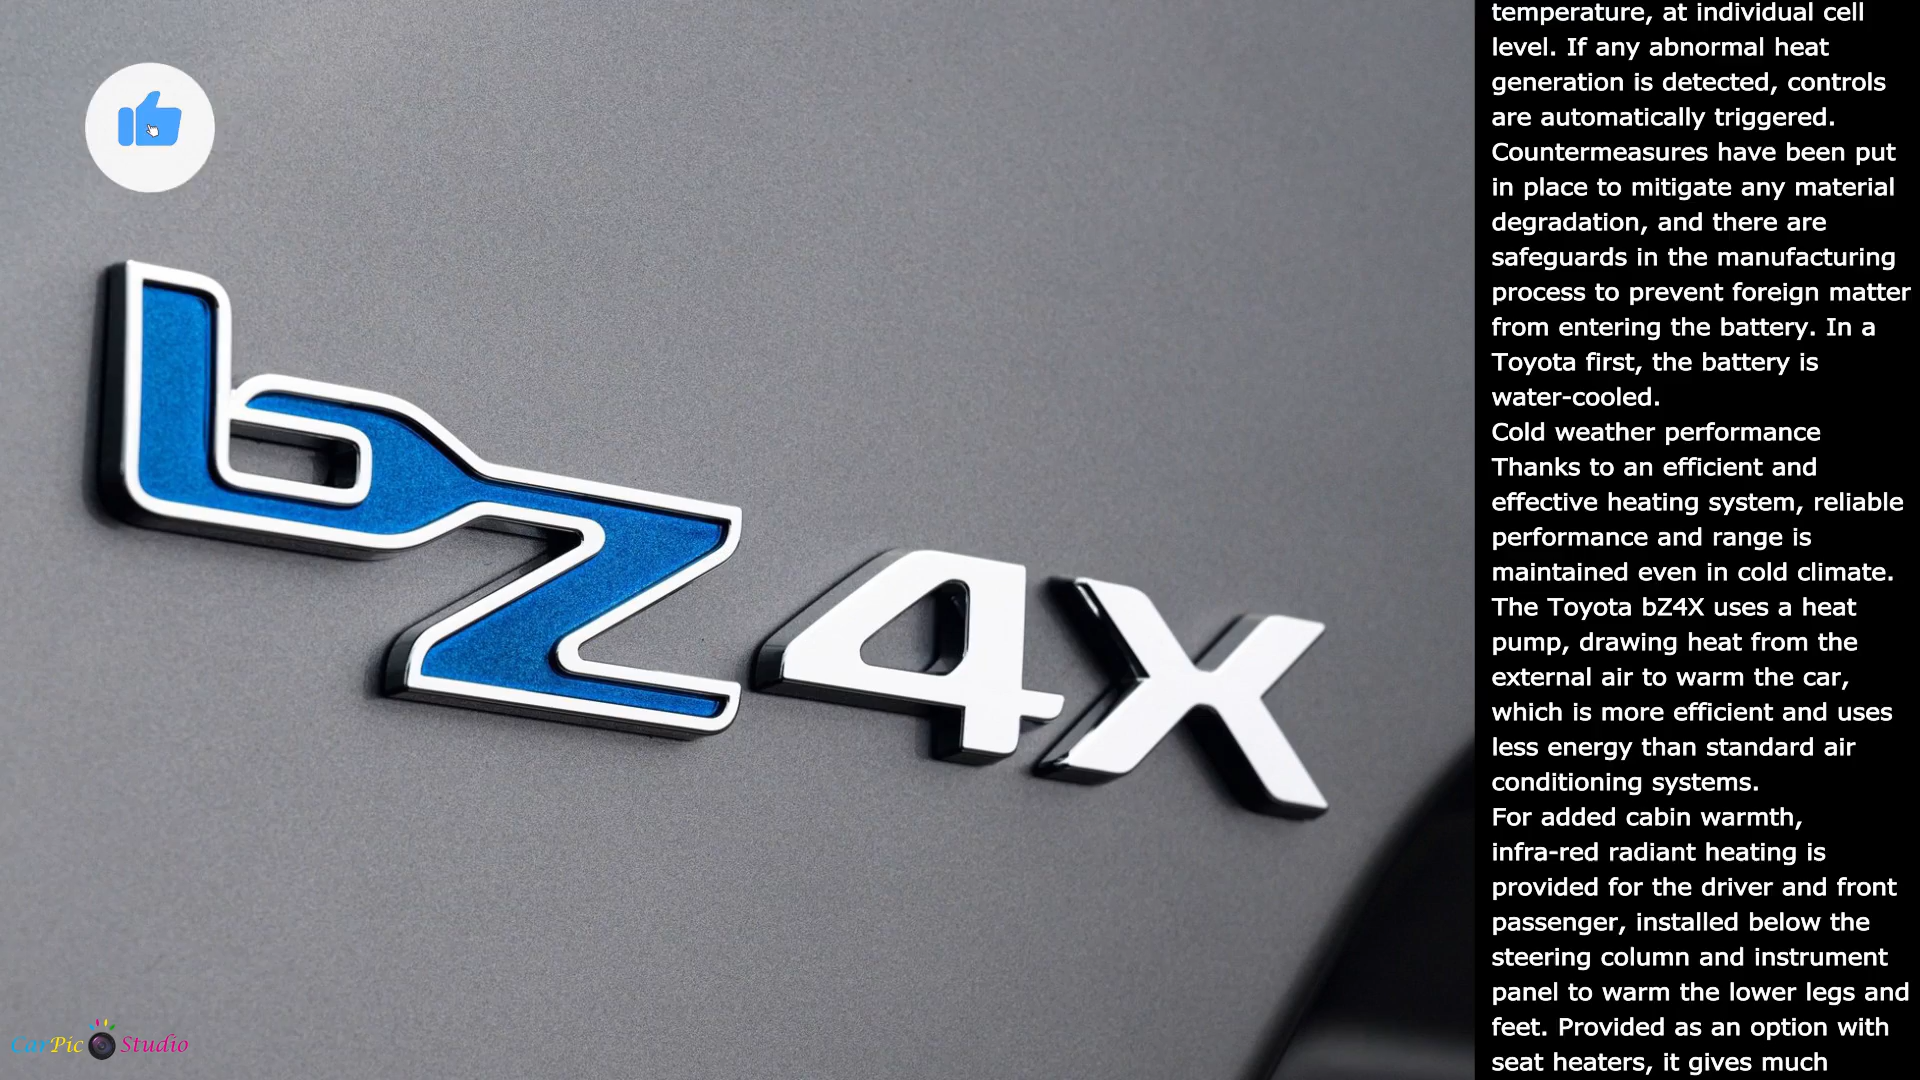 bZ4X
CarPic Studio
temperature, at individual cell
level. If any abnormal heat
generation is detected, controls
are automatically triggered.
Countermeasures have been put
in place to mitigate any material
degradation, and there are
safeguards in the manufacturing
process to prevent foreign matter
from entering the battery. In a
Toyota first, the battery is
water-cooled.
Cold weather performance
Thanks to an efficient and
effective heating system, reliable
performance and range is
maintained even in cold climate.
The Toyota bZ4X uses a heat
pump, drawing heat from the
external air to warm the car,
which is more efficient and uses
less energy than standard air
conditioning systems.
For added cabin warmth,
infra-red radiant heating is
provided for the driver and front
passenger, installed below the
steering column and instrument
panel to warm the lower legs and
feet. Provided as an option with
seat heaters, it gives much